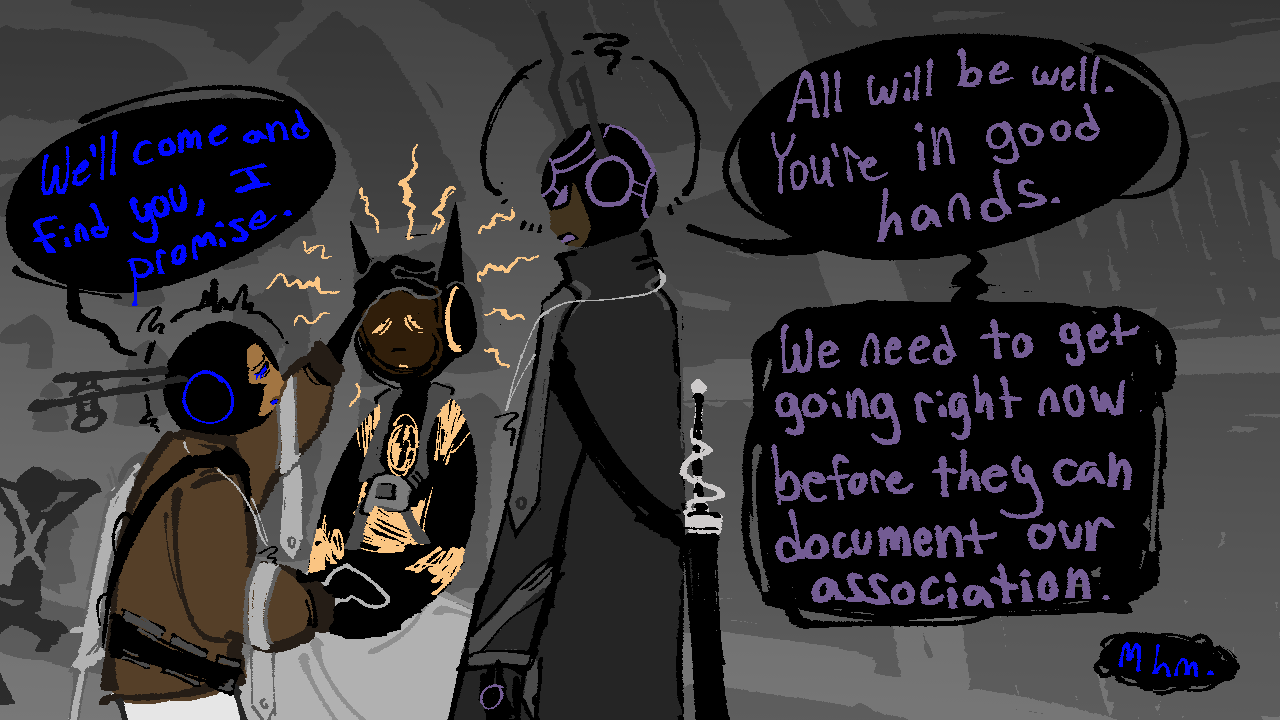 We'll come and
find you, I
promise.
All will be well.
You're in good
hands.
We need to get
going right now
before they can
document our
association.
Mhm.